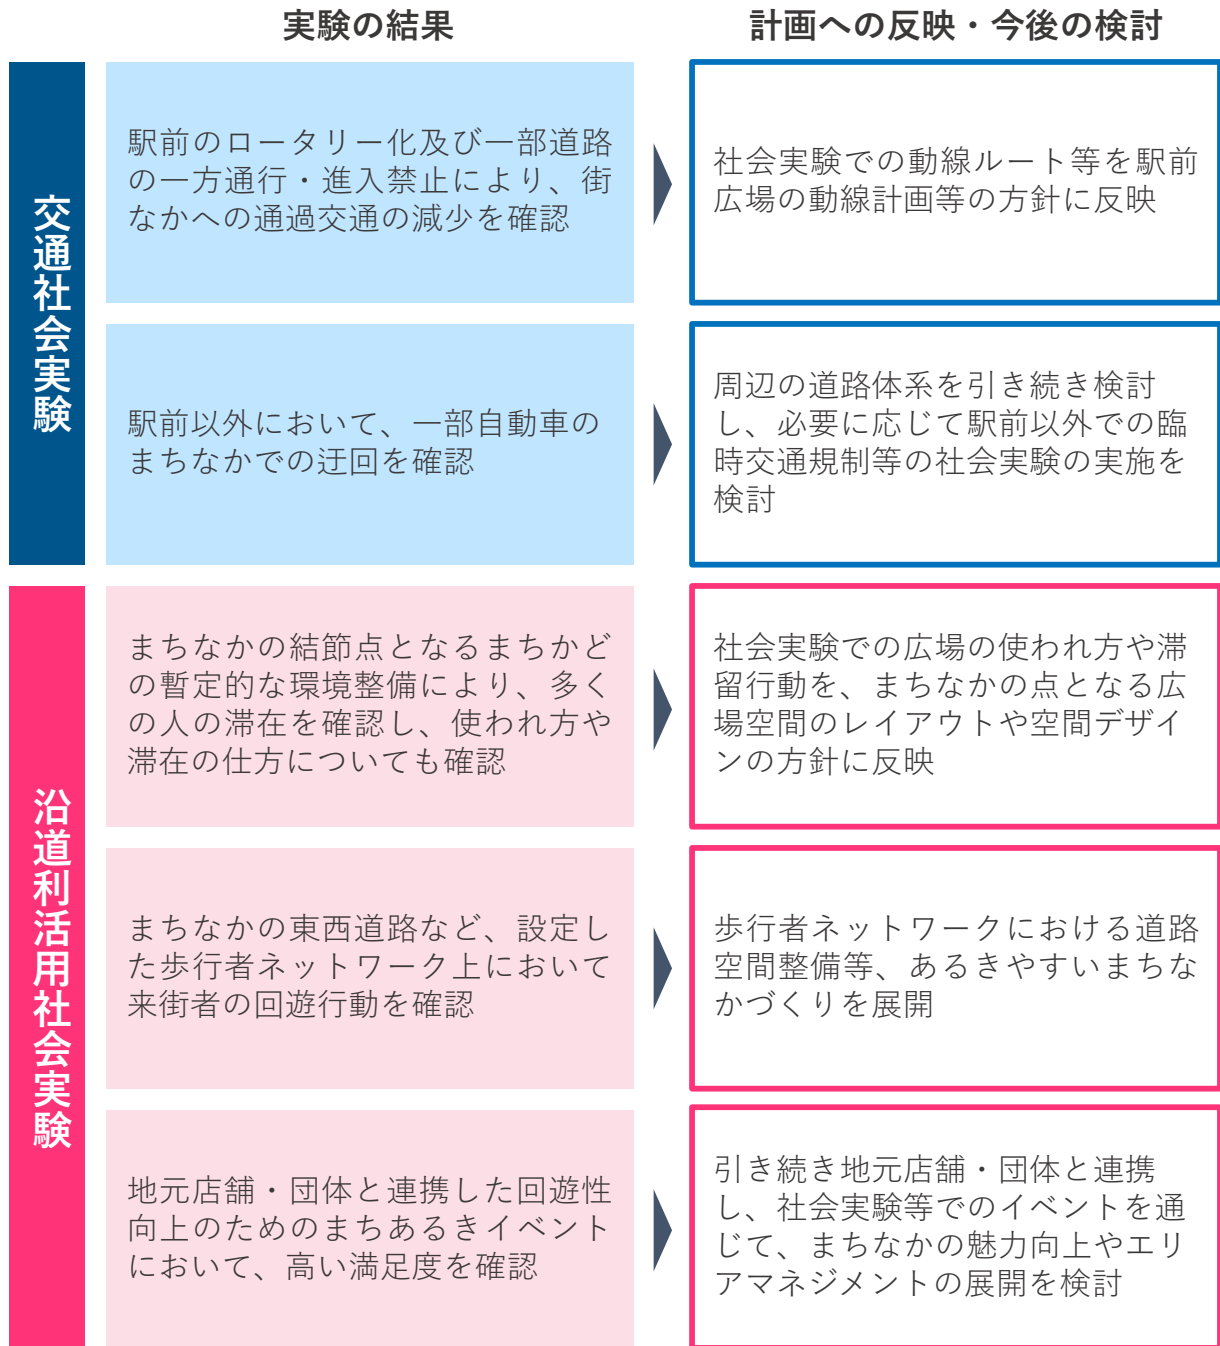 実験の結果
計画への反映・今後の検討
交通社会実験
駅前のロータリー化及び一部道路
の一方通行・進入禁止により、街
なかへの通過交通の減少を確認
社会実験での動線ルート等を駅前
広場の動線計画等の方針に反映
駅前以外において、一部自動車の
まちなかでの迂回を確認
周辺の道路体系を引き続き検討
し、必要に応じて駅前以外での臨
時交通規制等の社会実験の実施を
検討
沿道利活用社会実験
まちなかの結節点となるまちかど
の暫定的な環境整備により、多く
の人の滞在を確認し、使われ方や
滞在の仕方についても確認
社会実験での広場の使われ方や滞
留行動を、まちなかの点となる広
場空間のレイアウトや空間デザイ
ンの方針に反映
まちなかの東西道路など、設定し
た歩行者ネットワーク上において
来街者の回遊行動を確認
歩行者ネットワークにおける道路
空間整備等、あるきやすいまちな
かづくりを展開
地元店舗・団体と連携した回遊性
向上のためのまちあるきイベント
において、高い満足度を確認
引き続き地元店舗・団体と連携
し、社会実験等でのイベントを通
じて、まちなかの魅力向上やエリ
アマネジメントの展開を検討